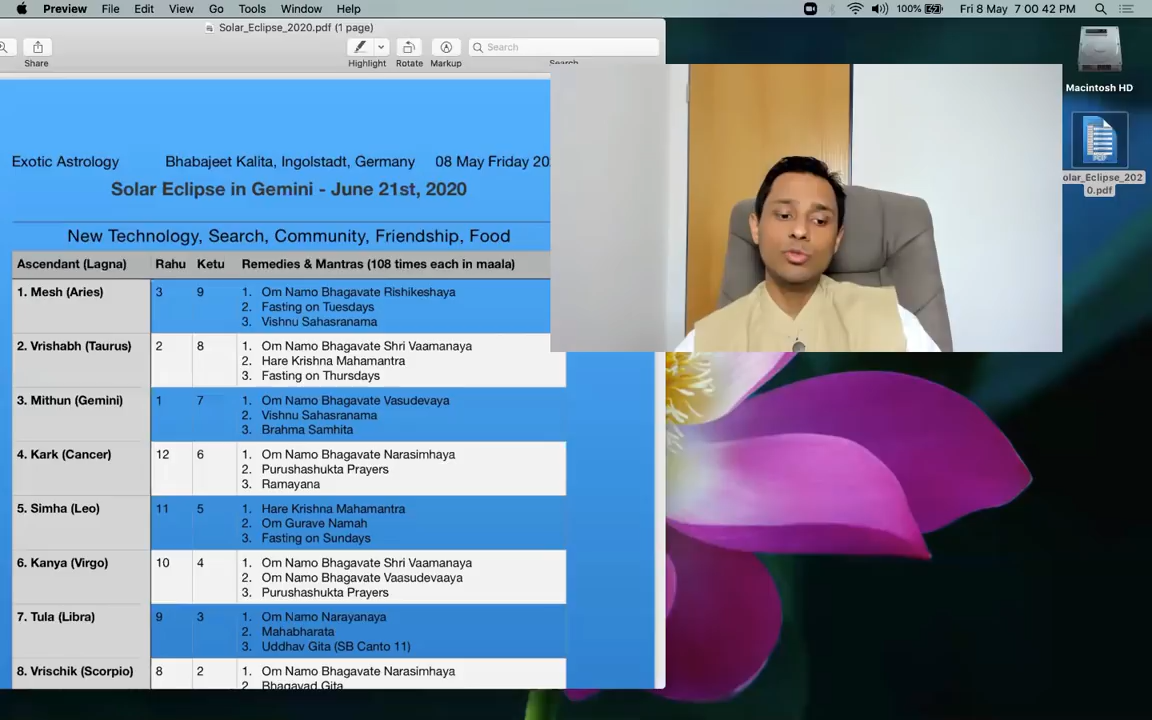 Preview File Edit View Go Tools Window Help 100% Fri 8 May 7 00 42 PM
Solar_Eclipse_2020.pdf (1 page)
Search
Share Highlight Rotate Markup Search
Macintosh HD
olar_Eclipse_202
0.pdf
Exotic Astrology Bhabajeet Kalita, Ingolstadt, Germany 08 May Friday 20
Solar Eclipse in Gemini - June 21st, 2020
New Technology, Search, Community, Friendship, Food
Ascendant (Lagna) Rahu Ketu Remedies & Mantras (108 times each in maala)
1. Mesh (Aries) 3 9 1. Om Namo Bhagavate Rishikeshaya
2. Fasting on Tuesdays
3. Vishnu Sahasranama
2. Vrishabh (Taurus) 2 8 1. Om Namo Bhagavate Shri Vaamanaya
2. Hare Krishna Mahamantra
3. Fasting on Thursdays
3. Mithun (Gemini) 1 7 1. Om Namo Bhagavate Vasudevaya
2. Vishnu Sahasranama
3. Brahma Samhita
4. Kark (Cancer) 12 6 1. Om Namo Bhagavate Narasimhaya
2. Purushashukta Prayers
3. Ramayana
5. Simha (Leo) 11 5 1. Hare Krishna Mahamantra
2. Om Gurave Namah
3. Fasting on Sundays
6. Kanya (Virgo) 10 4 1. Om Namo Bhagavate Shri Vaamanaya
2. Om Namo Bhagavate Vaasudevaaya
3. Purushashukta Prayers
7. Tula (Libra) 9 3 1. Om Namo Narayanaya
2. Mahabharata
3. Uddhav Gita (SB Canto 11)
8. Vrischik (Scorpio) 8 2 1. Om Namo Bhagavate Narasimhaya
2. Bhagavad Gita